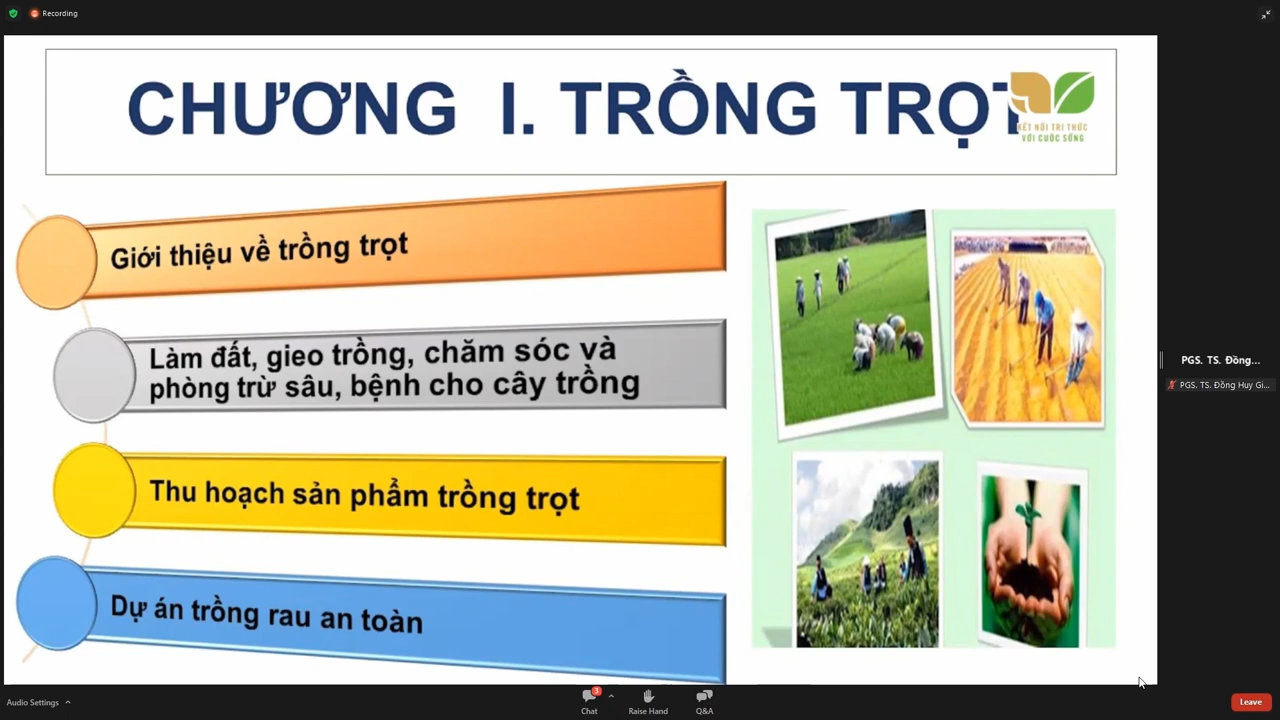 Recording
CHƯƠNG I. TRỒNG TRỌT
KẾT NỐI TRI THỨC
VỚI CUỘC SỐNG
Giới thiệu về trồng trọt
Làm đất, gieo trồng, chăm sóc và
phòng trừ sâu, bệnh cho cây trồng
Thu hoạch sản phẩm trồng trọt
Dự án trồng rau an toàn
PGS. TS. Đồng...
PGS. TS. Đồng Huy Gi...
Audio Settings
3
Chat
Raise Hand
Q&A
Leave